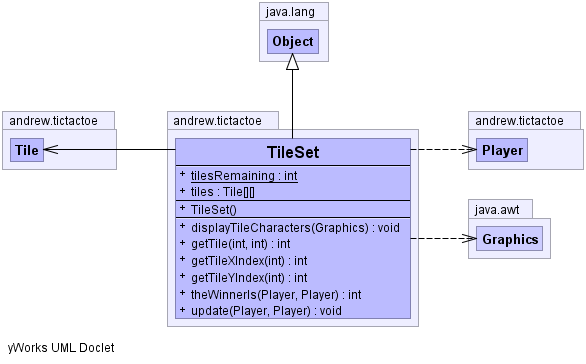 java.lang
Object
andrew.tictactoe
Tile
andrew.tictactoe
TileSet
+ tilesRemaining : int
+ tiles : Tile[][]
+ TileSet()
+ displayTileCharacters(Graphics) : void
+ getTile(int, int) : int
+ getTileXIndex(int) : int
+ getTileYIndex(int) : int
+ theWinnerIs(Player, Player) : int
+ update(Player, Player) : void
andrew.tictactoe
Player
java.awt
Graphics
yWorks UML Doclet